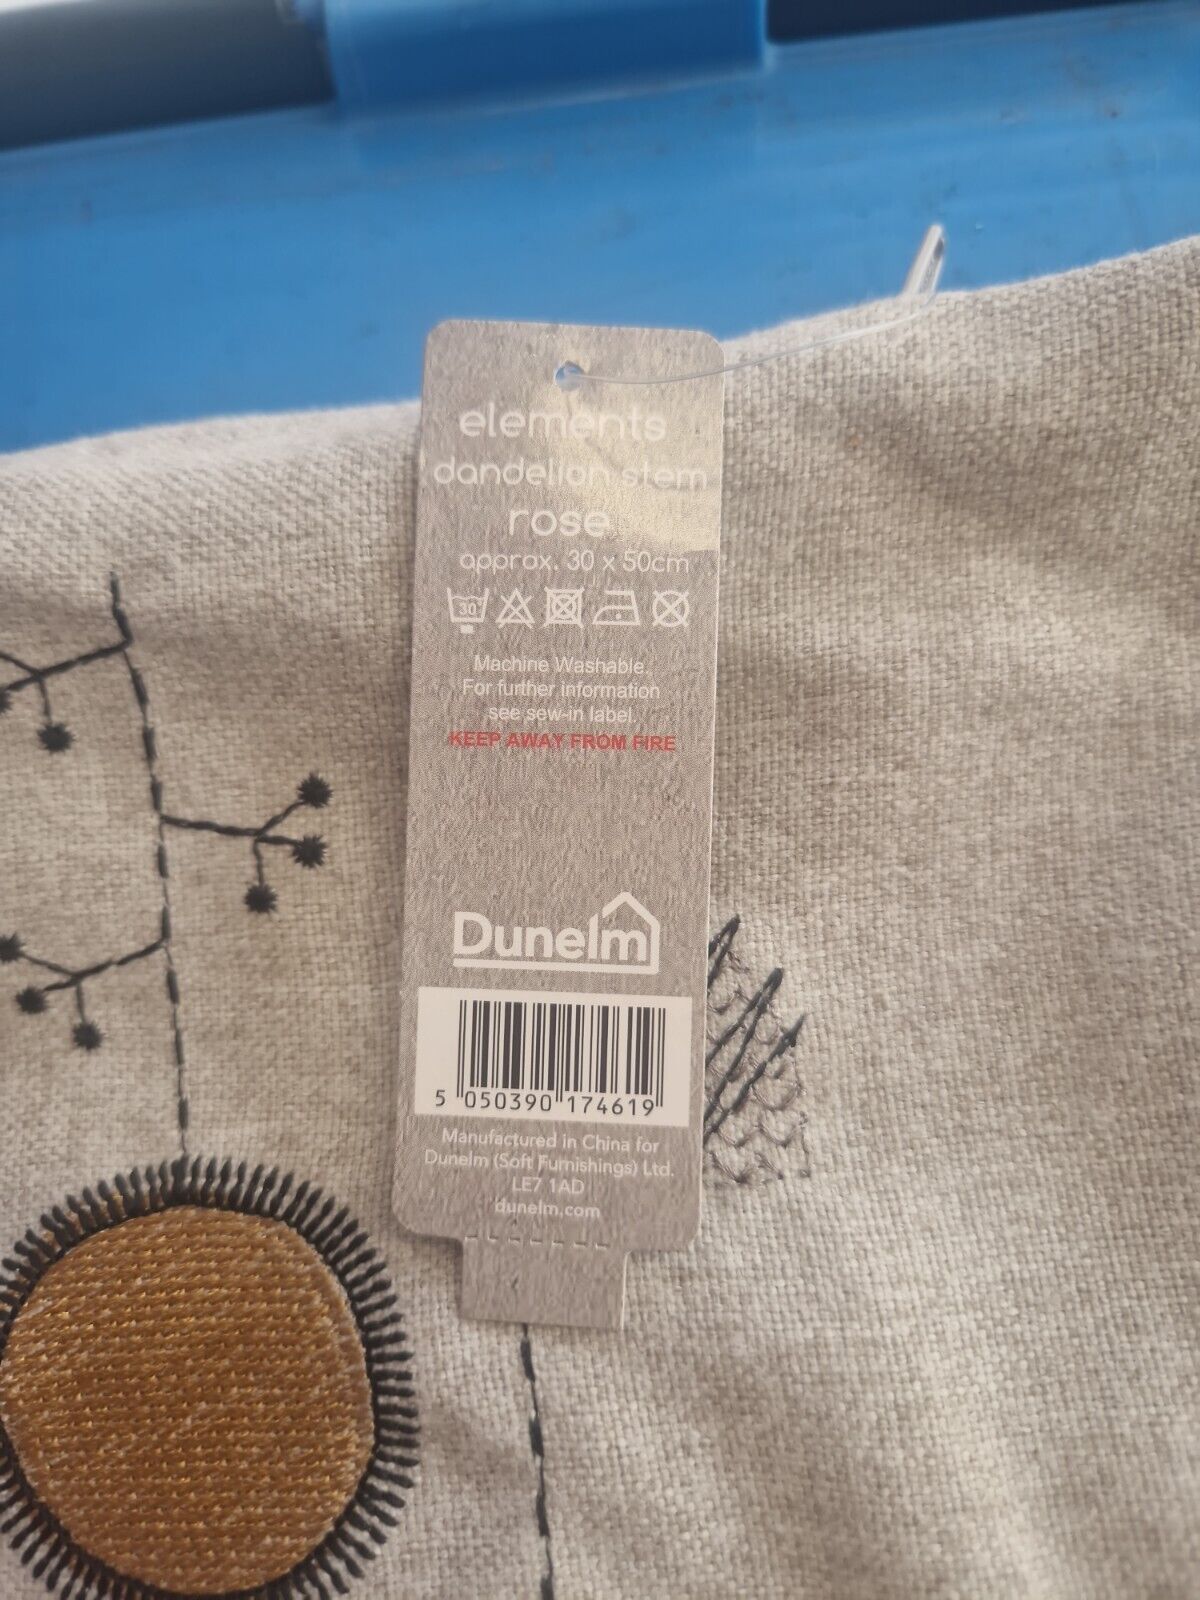 elements
dandelion stem
rose
approx. 30 x 50cm
30
Machine Washable.
For further information
see sew-in label.
KEEP AWAY FROM FIRE
Dunelm
5 050390 174619
Manufactured in China for
Dunelm (Soft Furnishings) Ltd.
LE7 1AD
dunelm.com